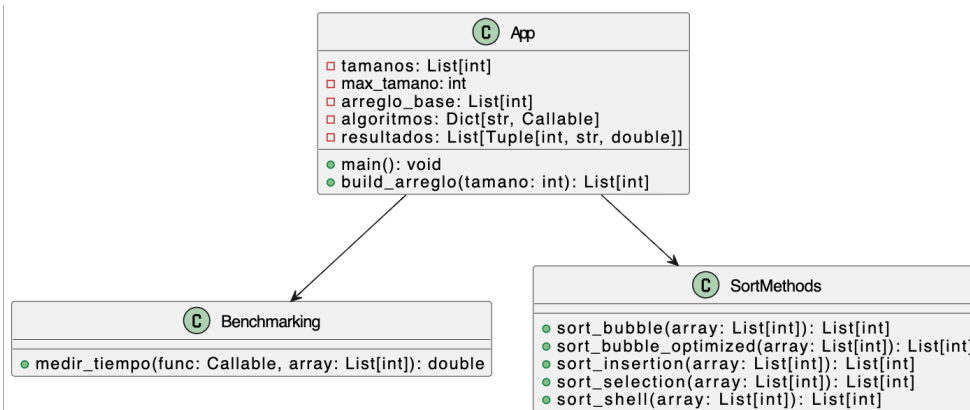 C App
tamanos: List[int]
max_tamano: int
arreglo_base: List[int]
algoritmos: Dict[str, Callable]
resultados: List[Tuple[int, str, double]]
main(): void
build_arreglo(tamano: int): List[int]
C Benchmarking
medir_tiempo(func: Callable, array: List[int]): double
C SortMethods
sort_bubble(array: List[int]): List[int]
sort_bubble_optimized(array: List[int]): List[int]
sort_insertion(array: List[int]): List[int]
sort_selection(array: List[int]): List[int]
sort_shell(array: List[int]): List[int]